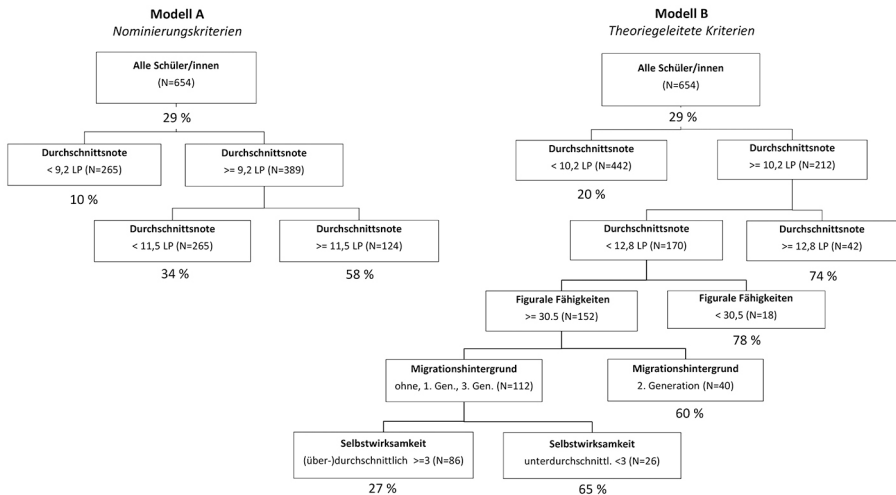 Modell A
Nominierungskriterien
Alle Schüler/innen
(N=654)
29 %
Durchschnittsnote
< 9,2 LP (N=265)
10 %
Durchschnittsnote
>= 9,2 LP (N=389)
Durchschnittsnote
< 11,5 LP (N=265)
34 %
Durchschnittsnote
>= 11,5 LP (N=124)
58 %
Modell B
Theoriegeleitete Kriterien
Alle Schüler/innen
(N=654)
29 %
Durchschnittsnote
< 10,2 LP (N=442)
20 %
Durchschnittsnote
>= 10,2 LP (N=212)
Durchschnittsnote
< 12,8 LP (N=170)
Durchschnittsnote
>= 12,8 LP (N=42)
74 %
Figurale Fähigkeiten
>= 30.5 (N=152)
Figurale Fähigkeiten
< 30,5 (N=18)
78 %
Migrationshintergrund
ohne, 1. Gen., 3. Gen. (N=112)
Migrationshintergrund
2. Generation (N=40)
60 %
Selbstwirksamkeit
(über-)durchschnittlich >=3 (N=86)
27 %
Selbstwirksamkeit
unterdurchschnittl. <3 (N=26)
65 %